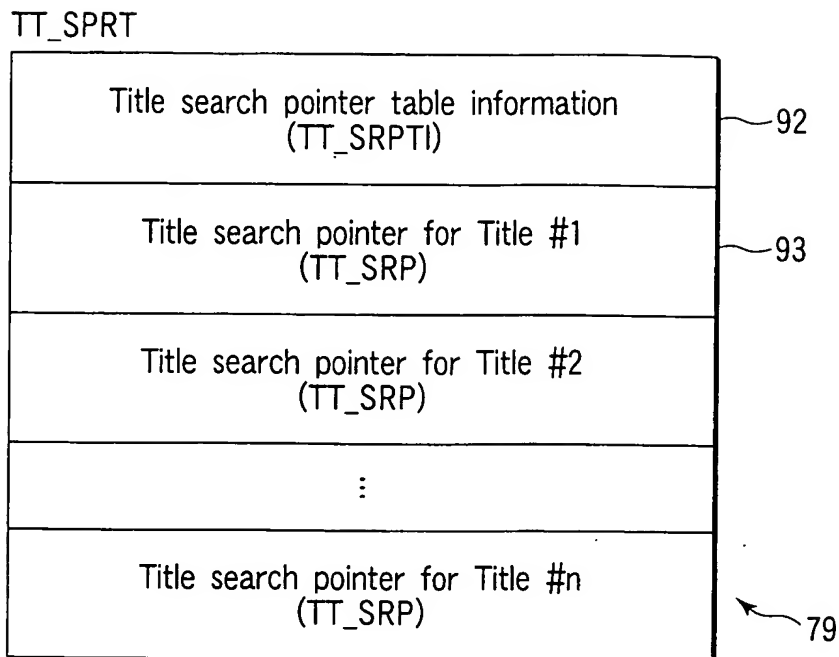 TT_SPRT
Title search pointer table information
(TT_SRPTI)
92
Title search pointer for Title #1
(TT_SRP)
93
Title search pointer for Title #2
(TT_SRP)
⋮
Title search pointer for Title #n
(TT_SRP)
79